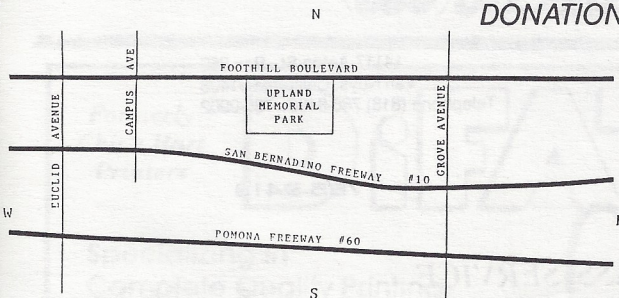 N
DONATION
FOOTHILL BOULEVARD
UPLAND
MEMORIAL
PARK
EUCLID AVENUE
CAMPUS AVE
GROVE AVENUE
SAN BERNADINO FREEWAY #10
W
POMONA FREEWAY #60
S